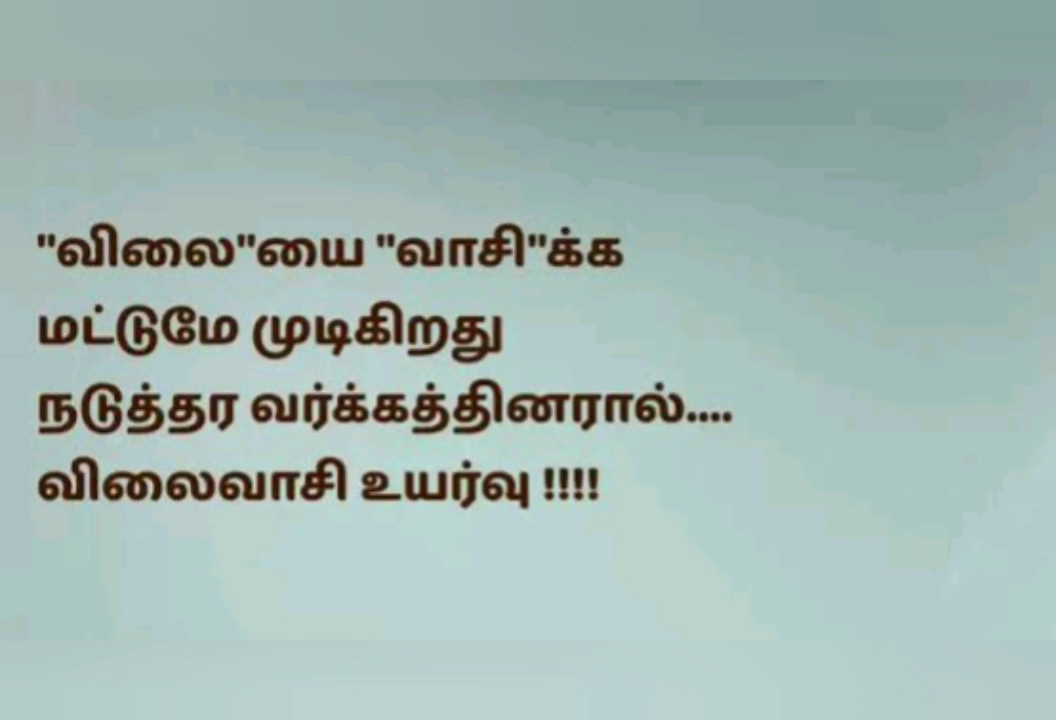 "விலை"யை "வாசி"க்க
மட்டுமே முடிகிறது
நடுத்தர வர்க்கத்தினரால்....
விலைவாசி உயர்வு !!!!